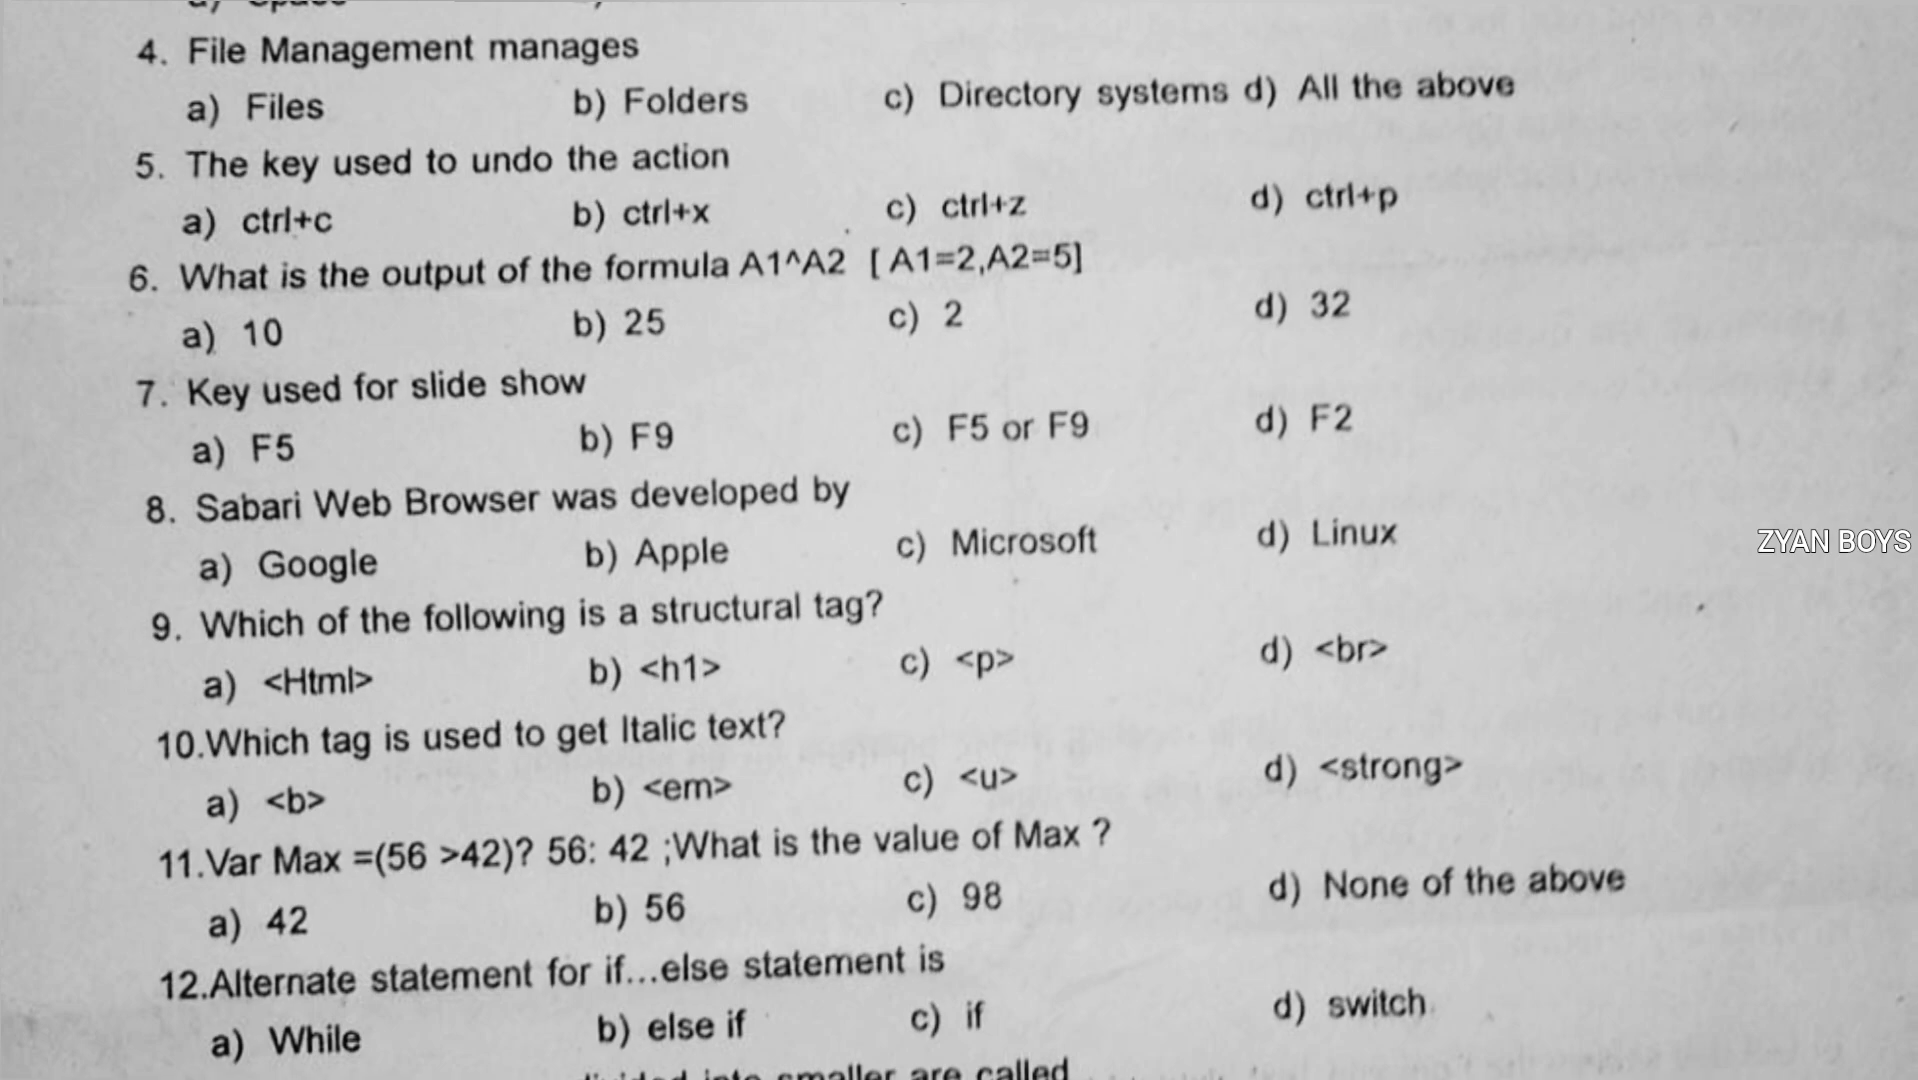 a) Space
4. File Management manages
a) Files b) Folders c) Directory systems d) All the above
5. The key used to undo the action
a) ctrl+c b) ctrl+x c) ctrl+z d) ctrl+p
6. What is the output of the formula A1^A2 [ A1=2,A2=5]
a) 10 b) 25 c) 2 d) 32
7. Key used for slide show
a) F5 b) F9 c) F5 or F9 d) F2
8. Sabari Web Browser was developed by
a) Google b) Apple c) Microsoft d) Linux
ZYAN BOYS
9. Which of the following is a structural tag?
a) <Html> b) <h1> c) <p> d) <br>
10.Which tag is used to get Italic text?
a) <b> b) <em> c) <u> d) <strong>
11.Var Max =(56 >42)? 56: 42 ;What is the value of Max ?
a) 42 b) 56 c) 98 d) None of the above
12.Alternate statement for if...else statement is
a) While b) else if c) if d) switch
divided into smaller are called